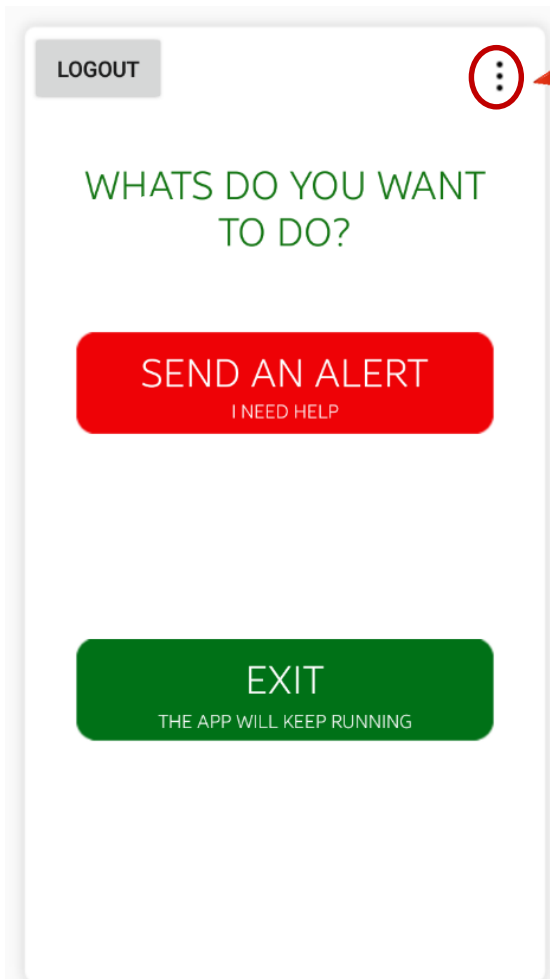 LOGOUT
WHATS DO YOU WANT
TO DO?
SEND AN ALERT
I NEED HELP
EXIT
THE APP WILL KEEP RUNNING